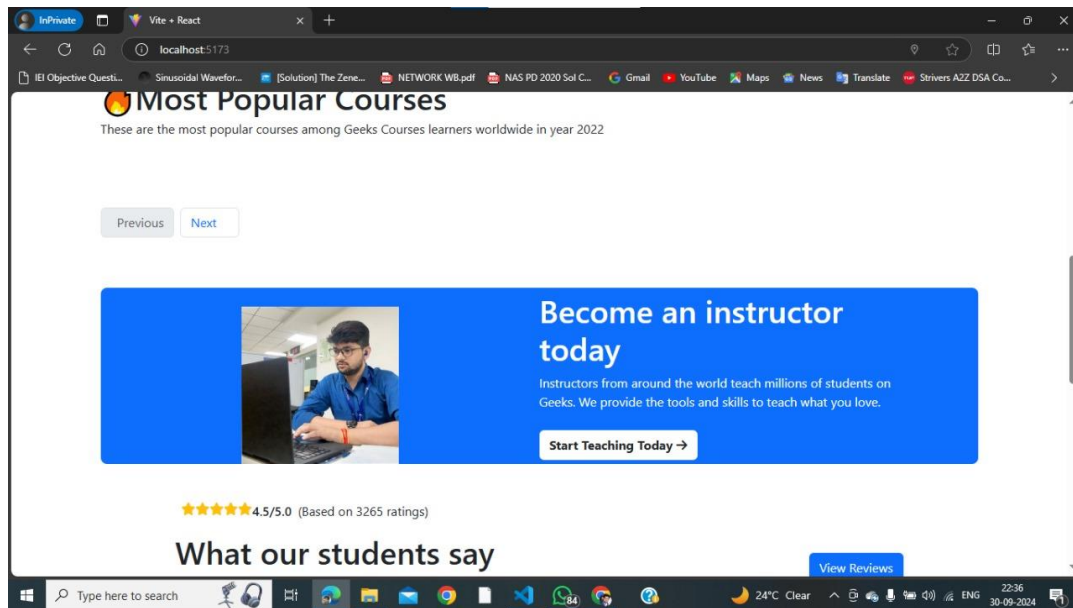 InPrivate
Vite + React
localhost:5173
IEI Objective Questi...
Sinusoidal Wavefor...
[Solution] The Zene...
NETWORK WB.pdf
NAS PD 2020 Sol C...
Gmail
YouTube
Maps
News
Translate
Strivers A2Z DSA Co...
Most Popular Courses
These are the most popular courses among Geeks Courses learners worldwide in year 2022
Previous
Next
Become an instructor
today
Instructors from around the world teach millions of students on
Geeks. We provide the tools and skills to teach what you love.
Start Teaching Today →
4.5/5.0 (Based on 3265 ratings)
What our students say
View Reviews
Type here to search
84
24°C Clear
ENG
22:36
30-09-2024